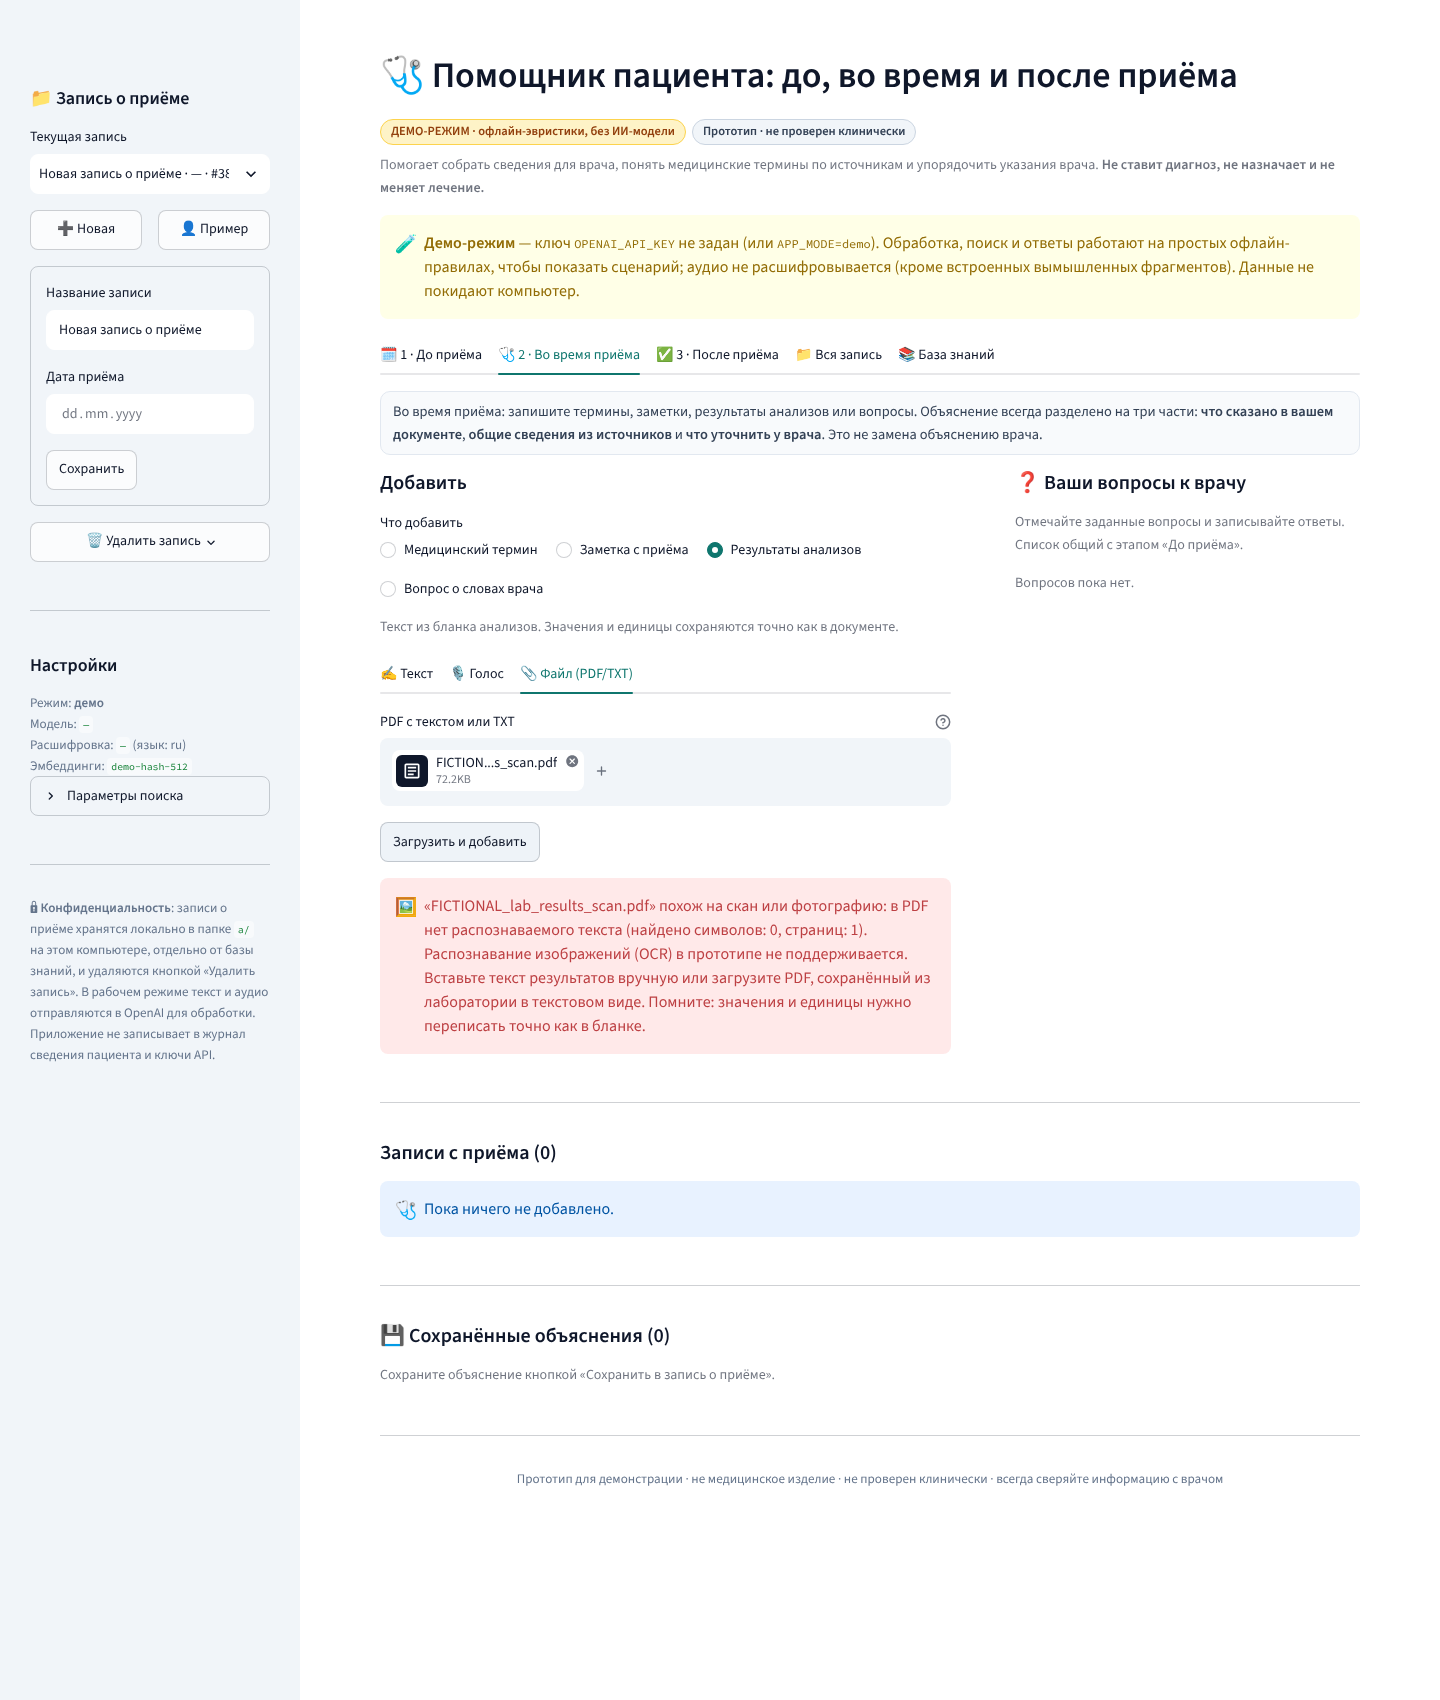 Запись о приёме
Текущая запись
Новая запись о приёме · — · #38
Новая
Пример
Название записи
Новая запись о приёме
Дата приёма
dd.mm.yyyy
Сохранить
Удалить запись
Настройки
Режим: демо
Модель: —
Расшифровка: — (язык: ru)
Эмбеддинги: demo-hash-512
Параметры поиска
Конфиденциальность: записи о
приёме хранятся локально в папке a/
на этом компьютере, отдельно от базы
знаний, и удаляются кнопкой «Удалить
запись». В рабочем режиме текст и аудио
отправляются в OpenAI для обработки.
Приложение не записывает в журнал
сведения пациента и ключи API.
Помощник пациента: до, во время и после приёма
ДЕМО-РЕЖИМ · офлайн-эвристики, без ИИ-модели
Прототип · не проверен клинически
Помогает собрать сведения для врача, понять медицинские термины по источникам и упорядочить указания врача. Не ставит диагноз, не назначает и не
меняет лечение.
Демо-режим — ключ OPENAI_API_KEY не задан (или APP_MODE=demo). Обработка, поиск и ответы работают на простых офлайн-
правилах, чтобы показать сценарий; аудио не расшифровывается (кроме встроенных вымышленных фрагментов). Данные не
покидают компьютер.
1 · До приёма
2 · Во время приёма
3 · После приёма
Вся запись
База знаний
Во время приёма: запишите термины, заметки, результаты анализов или вопросы. Объяснение всегда разделено на три части: что сказано в вашем
документе, общие сведения из источников и что уточнить у врача. Это не замена объяснению врача.
Добавить
Что добавить
Медицинский термин
Заметка с приёма
Результаты анализов
Вопрос о словах врача
Текст из бланка анализов. Значения и единицы сохраняются точно как в документе.
Текст
Голос
Файл (PDF/TXT)
PDF с текстом или TXT
FICTION...s_scan.pdf
72.2KB
Загрузить и добавить
«FICTIONAL_lab_results_scan.pdf» похож на скан или фотографию: в PDF
нет распознаваемого текста (найдено символов: 0, страниц: 1).
Распознавание изображений (OCR) в прототипе не поддерживается.
Вставьте текст результатов вручную или загрузите PDF, сохранённый из
лаборатории в текстовом виде. Помните: значения и единицы нужно
переписать точно как в бланке.
Ваши вопросы к врачу
Отмечайте заданные вопросы и записывайте ответы.
Список общий с этапом «До приёма».
Вопросов пока нет.
Записи с приёма (0)
Пока ничего не добавлено.
Сохранённые объяснения (0)
Сохраните объяснение кнопкой «Сохранить в запись о приёме».
Прототип для демонстрации · не медицинское изделие · не проверен клинически · всегда сверяйте информацию с врачом